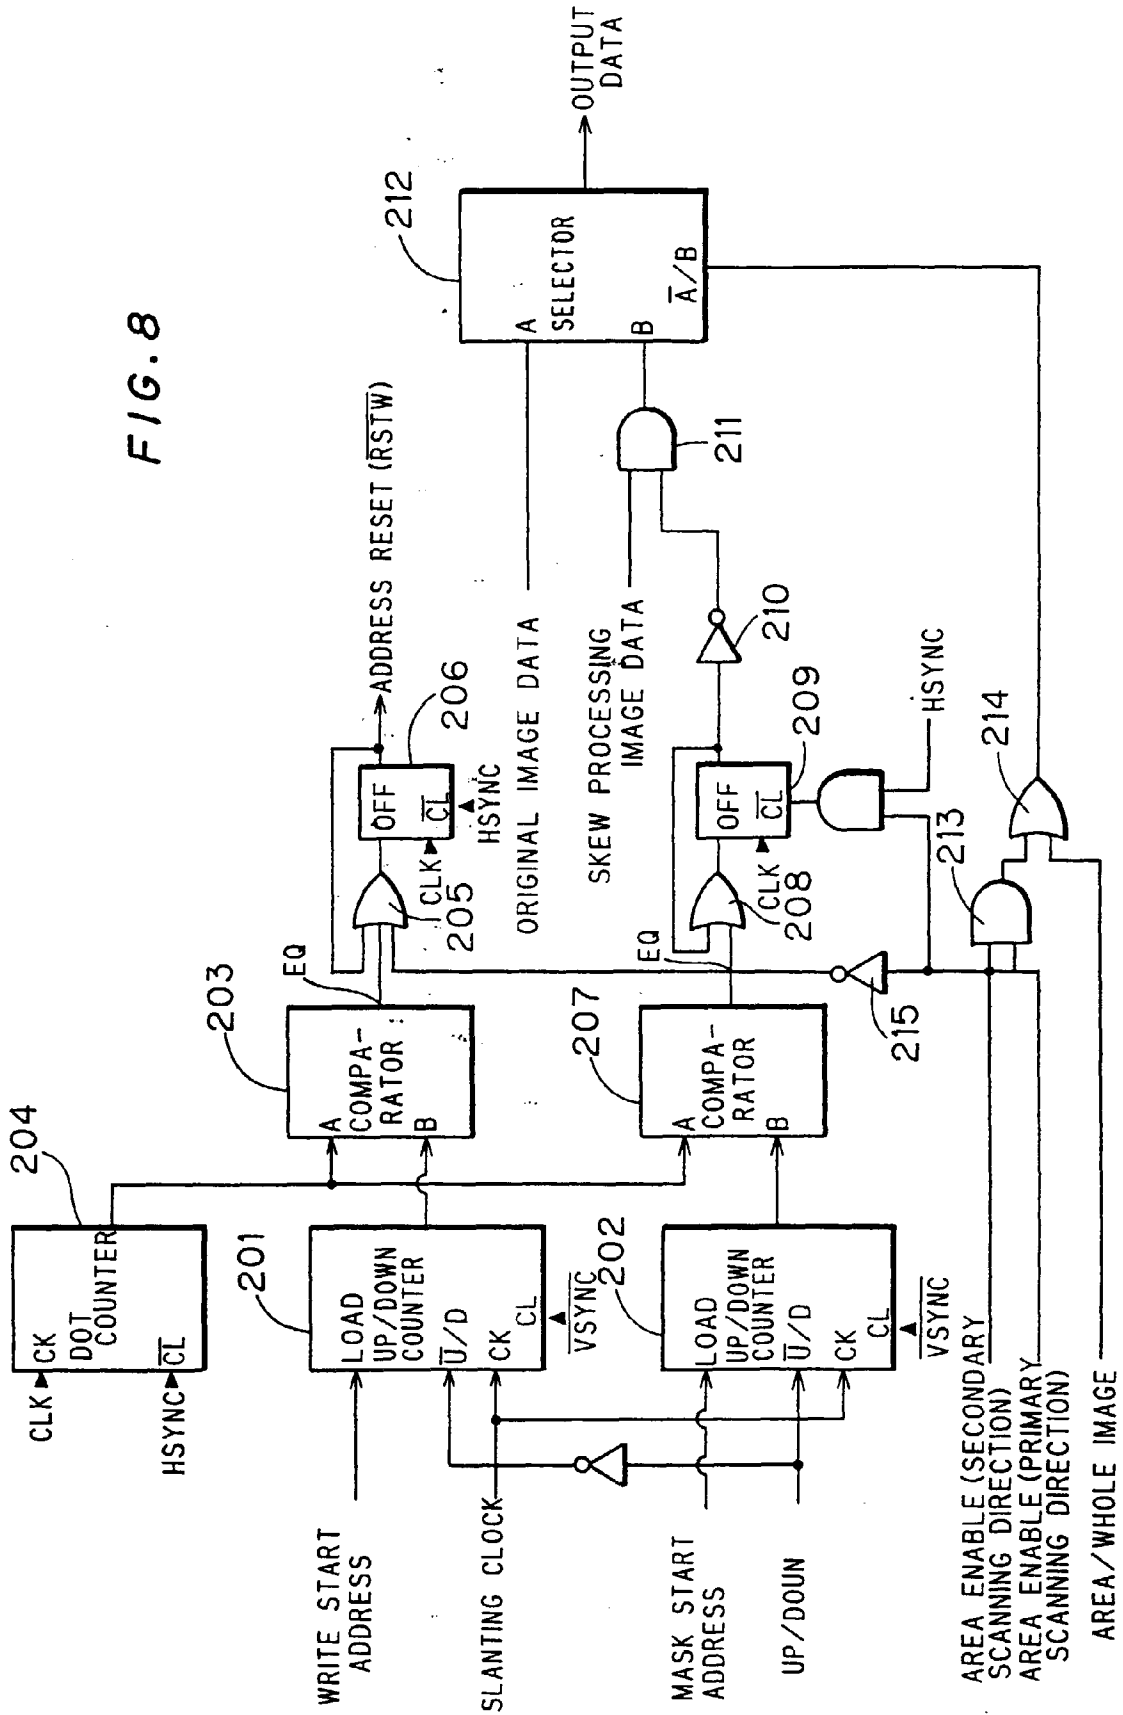 FIG. 8
204
CLK
CK
DOT
COUNTER
HSYNC
CL
WRITE START
ADDRESS
201
LOAD
UP/DOWN
COUNTER
U/D
CK
CL
VSYNC
SLANTING CLOCK
MASK START
ADDRESS
202
LOAD
UP/DOWN
COUNTER
U/D
CK
CL
VSYNC
UP/DOUN
203
A
COMPA-
RATOR
B
EQ
205
206
OFF
CL
CLK
HSYNC
ADDRESS RESET (RSTW)
207
A
COMPA-
RATOR
B
EQ
208
209
OFF
CL
CLK
HSYNC
210
211
ORIGINAL IMAGE DATA
SKEW PROCESSING
IMAGE DATA
212
A
SELECTOR
B
A/B
OUTPUT
DATA
213
214
215
AREA ENABLE (SECONDARY
SCANNING DIRECTION)
AREA ENABLE (PRIMARY
SCANNING DIRECTION)
AREA/WHOLE IMAGE